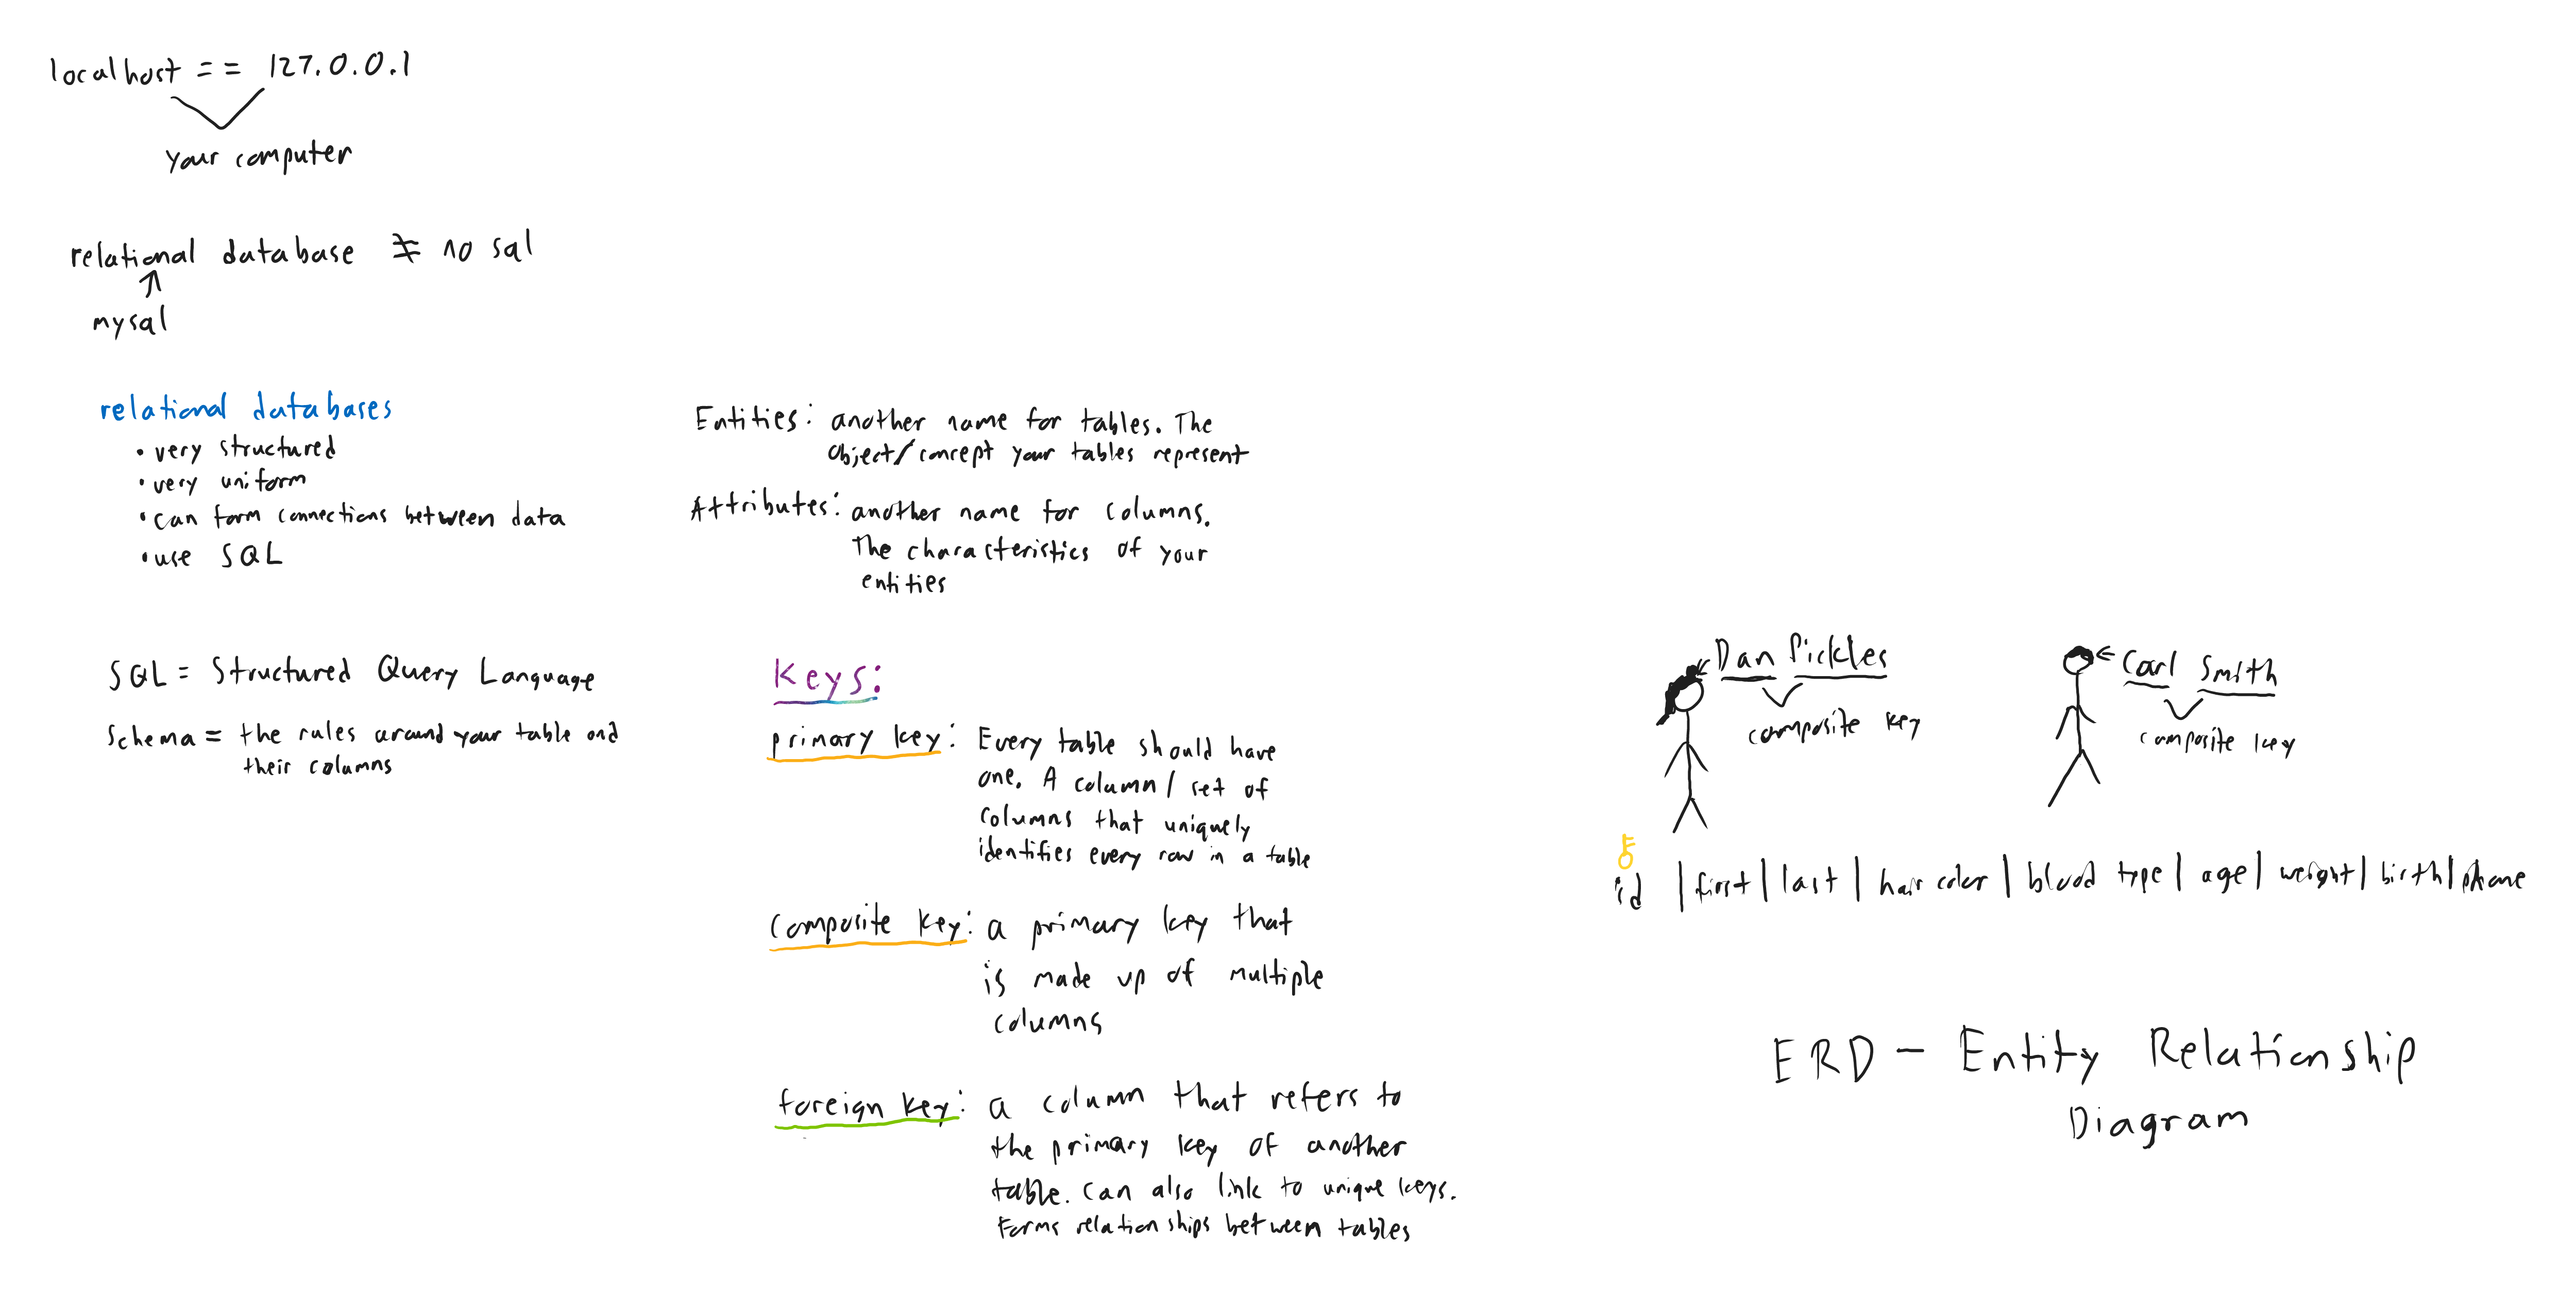 localhost == 127.0.0.1
your computer
relational database ≠ no sql
mysql
relational databases
• very structured
• very uniform
• can form connections between data
• use SQL
SQL = Structured Query Language
Schema = the rules around your table and
their columns
Entities: another name for tables. The
object/concept your tables represent
Attributes: another name for columns.
The characteristics of your
entities
Keys:
primary key: Every table should have
one. A column/set of
columns that uniquely
identifies every row in a table
composite key: a primary key that
is made up of multiple
columns
foreign key: a column that refers to
the primary key of another
table. Can also link to unique keys.
Forms relationships between tables
Dan Pickles
composite key
Carl Smith
composite key
id | first | last | hair color | blood type | age | weight | birth | phone
ERD - Entity Relationship
Diagram